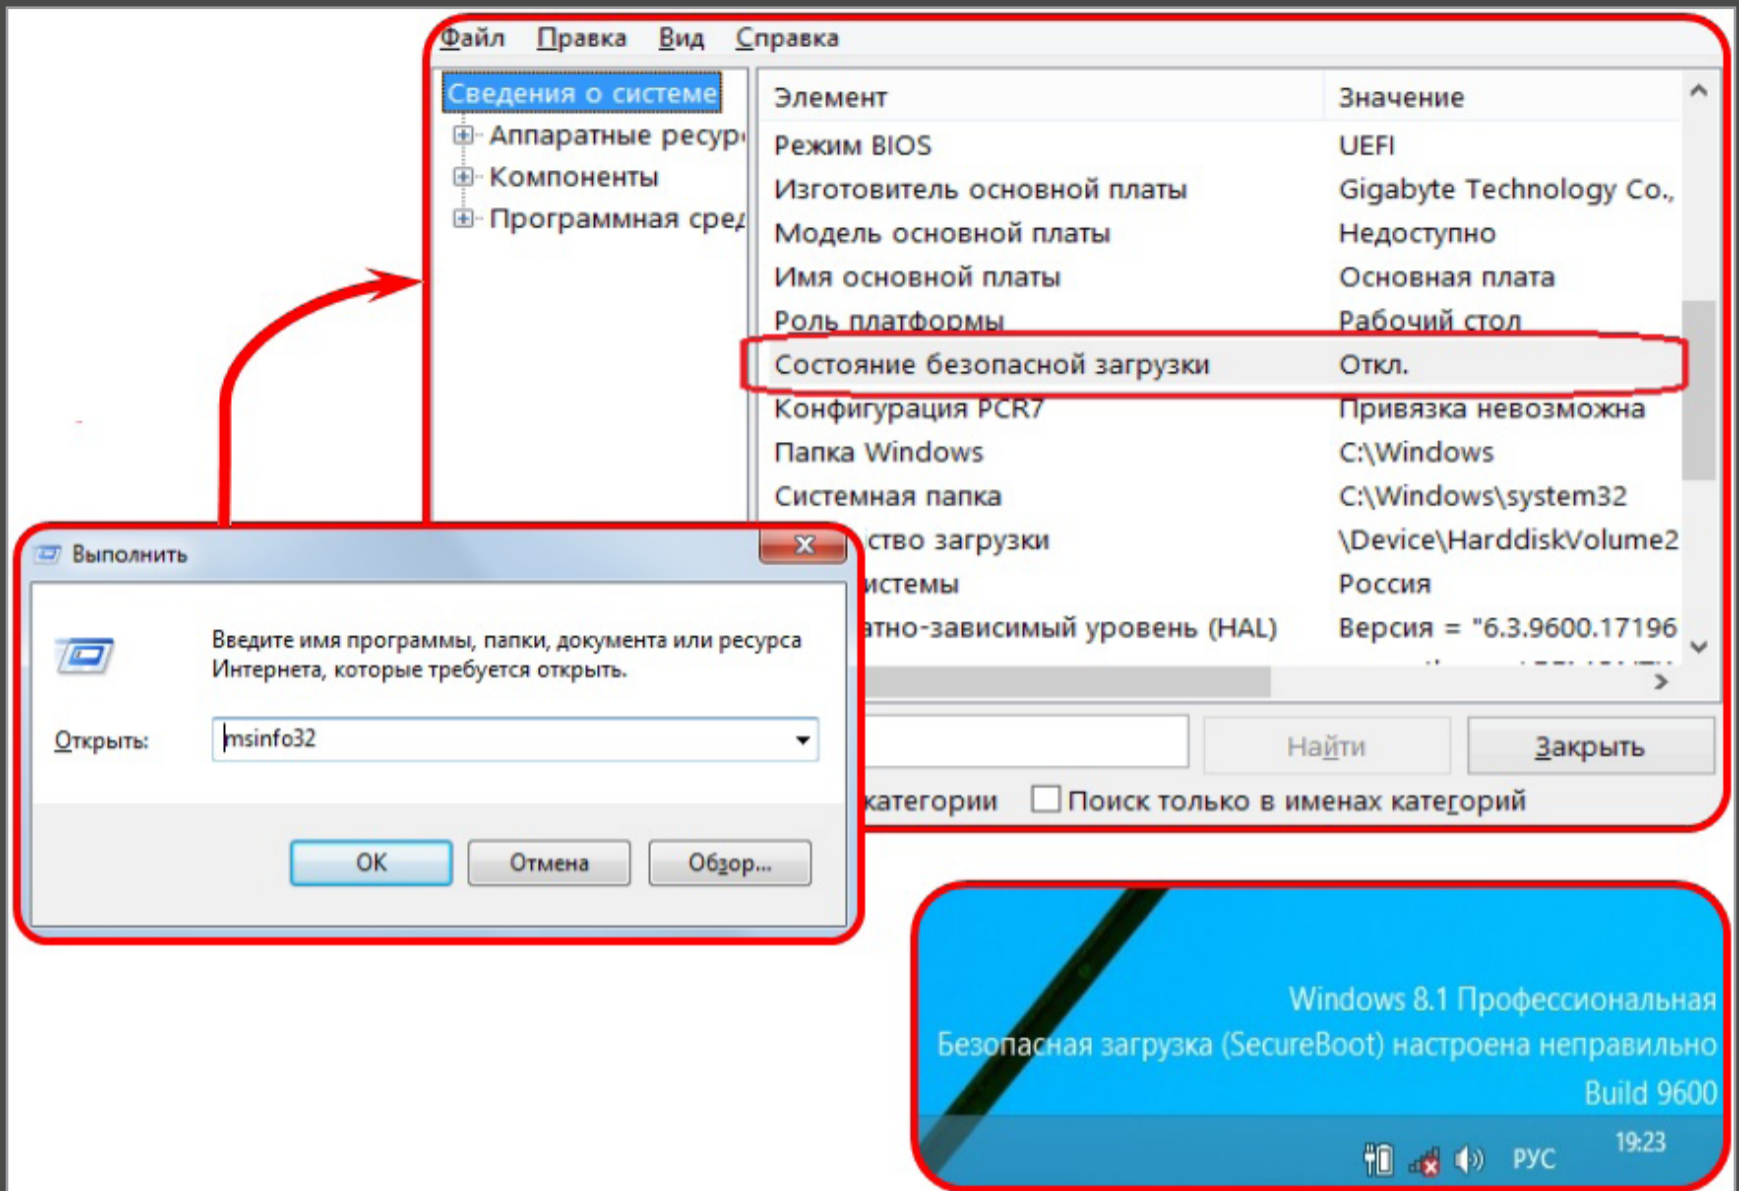 Файл Правка Вид Справка
Сведения о системе
Аппаратные
Компоненты
Программная
Элемент Значение
Режим BIOS UEFI
Изготовитель основной платы Gigabyte Technology Co.,
Модель основной платы Недоступно
Имя основной платы Основная плата
Роль платформы Рабочий стол
Состояние безопасной загрузки Откл.
Конфигурация PCR7 Привязка невозможна
Папка Windows C:\Windows
Системная папка C:\Windows\system32
ство загрузки \Device\HarddiskVolume2
истемы Россия
атно-зависимый уровень (HAL) Версия = "6.3.9600.17196
Найти Закрыть
категории Поиск только в именах категорий
Выполнить
Введите имя программы, папки, документа или ресурса
Интернета, которые требуется открыть.
Открыть: msinfo32
ОК Отмена Обзор...
Windows 8.1 Профессиональная
Безопасная загрузка (SecureBoot) настроена неправильно
Build 9600
РУС 19:23